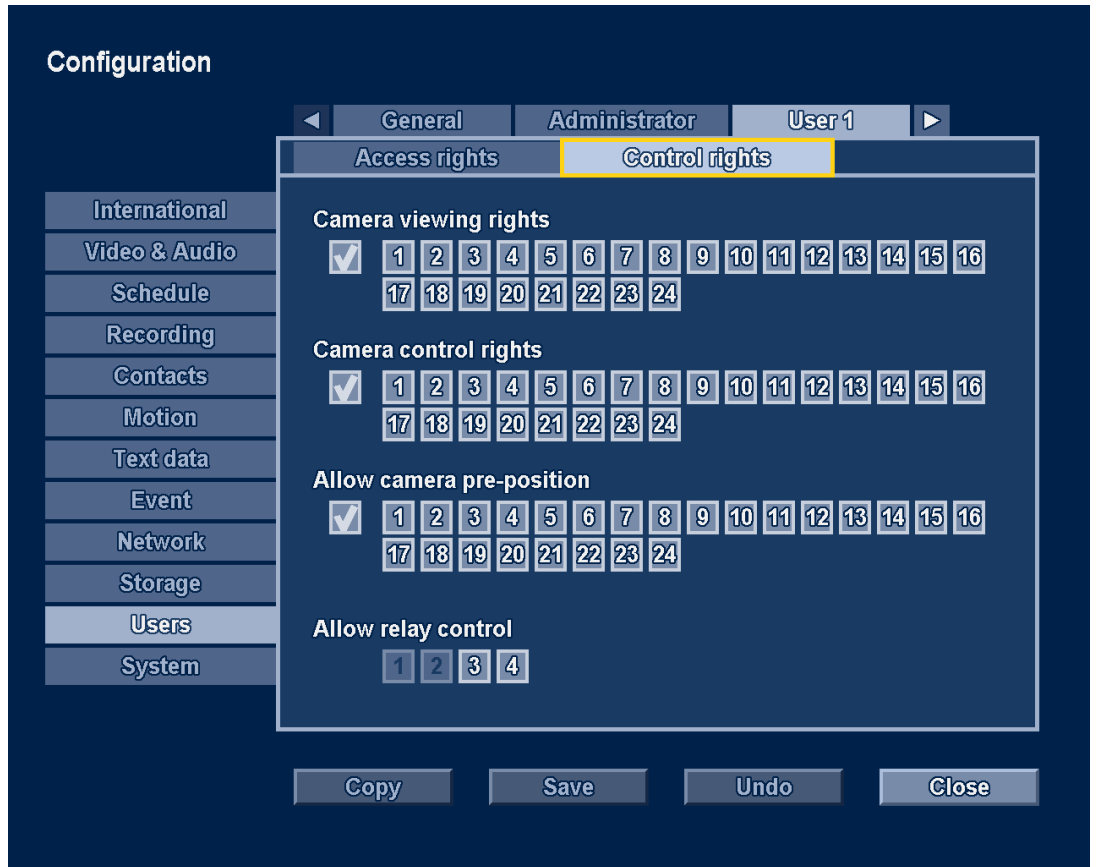 Configuration
General Administrator User 1
Access rights Control rights
International
Video & Audio
Schedule
Recording
Contacts
Motion
Text data
Event
Network
Storage
Users
System
Camera viewing rights
1 2 3 4 5 6 7 8 9 10 11 12 13 14 15 16
17 18 19 20 21 22 23 24
Camera control rights
1 2 3 4 5 6 7 8 9 10 11 12 13 14 15 16
17 18 19 20 21 22 23 24
Allow camera pre-position
1 2 3 4 5 6 7 8 9 10 11 12 13 14 15 16
17 18 19 20 21 22 23 24
Allow relay control
1 2 3 4
Copy Save Undo Close